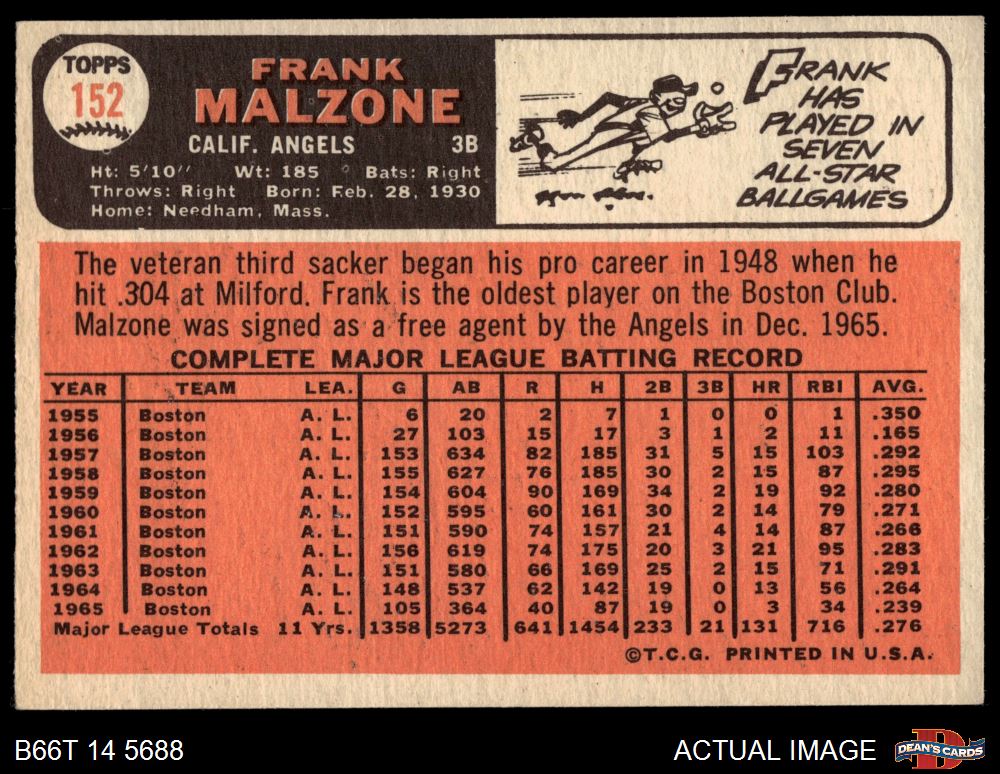 TOPPS
152
FRANK
MALZONE
CALIF. ANGELS 3B
Ht: 5'10'' Wt: 185 Bats: Right
Throws: Right Born: Feb. 28, 1930
Home: Needham, Mass.
FRANK
HAS
PLAYED IN
SEVEN
ALL-STAR
BALLGAMES
The veteran third sacker began his pro career in 1948 when he
hit .304 at Milford. Frank is the oldest player on the Boston Club.
Malzone was signed as a free agent by the Angels in Dec. 1965.
COMPLETE MAJOR LEAGUE BATTING RECORD
YEAR TEAM LEA. G AB R H 2B 3B HR RBI AVG.
1955 Boston A. L. 6 20 2 7 1 0 0 1 .350
1956 Boston A. L. 27 103 15 17 3 1 2 11 .165
1957 Boston A. L. 153 634 82 185 31 5 15 103 .292
1958 Boston A. L. 155 627 76 185 30 2 15 87 .295
1959 Boston A. L. 154 604 90 169 34 2 19 92 .280
1960 Boston A. L. 152 595 60 161 30 2 14 79 .271
1961 Boston A. L. 151 590 74 157 21 4 14 87 .266
1962 Boston A. L. 156 619 74 175 20 3 21 95 .283
1963 Boston A. L. 151 580 66 169 25 2 15 71 .291
1964 Boston A. L. 148 537 62 142 19 0 13 56 .264
1965 Boston A. L. 105 364 40 87 19 0 3 34 .239
Major League Totals 11 Yrs. 1358 5273 641 1454 233 21 131 716 .276
©T.C.G. PRINTED IN U.S.A.
B66T 14 5688
ACTUAL IMAGE
DEAN'S CARDS